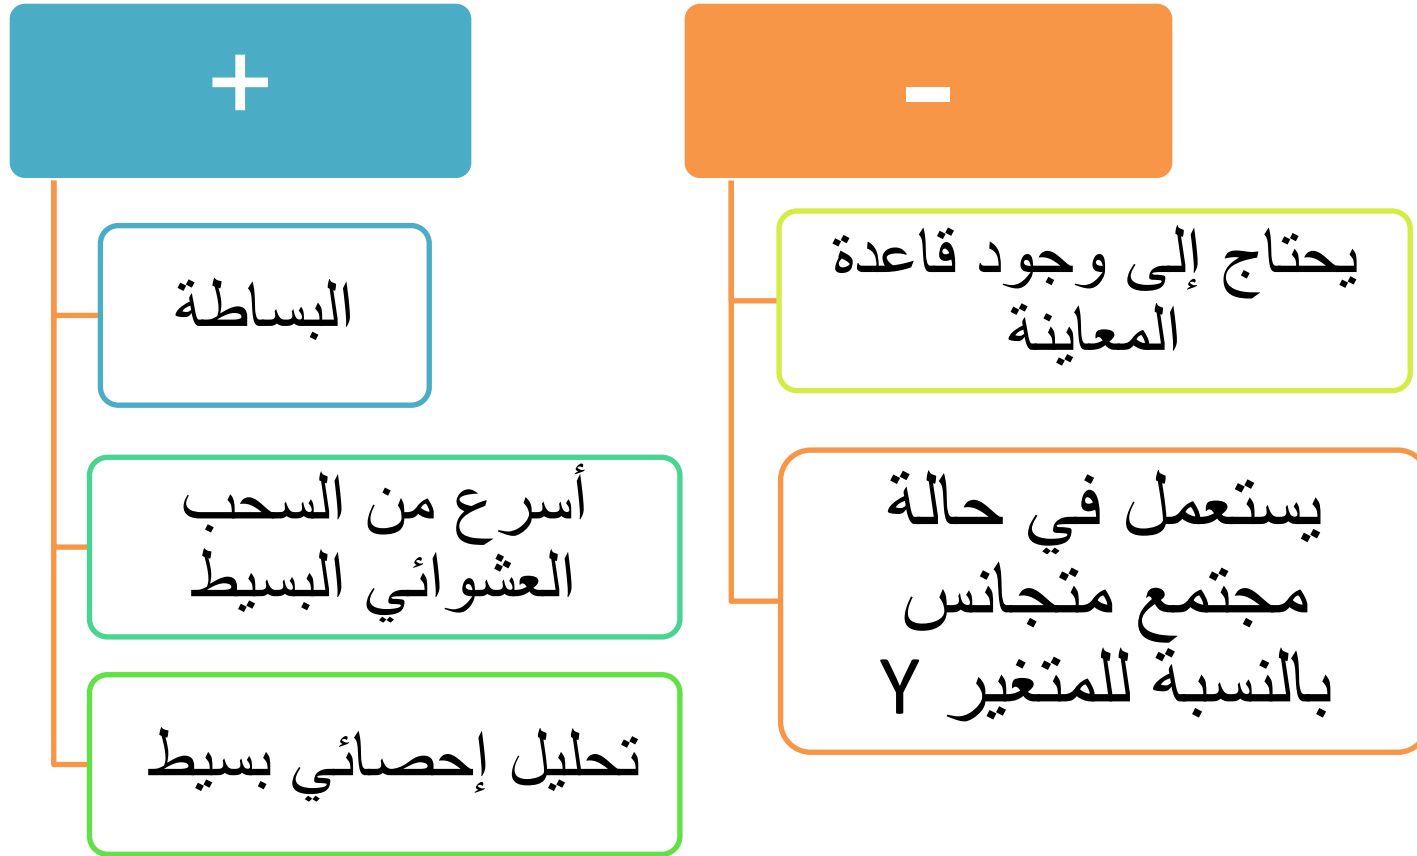 +
البساطة
أسرع من السحب
العشوائي البسيط
تحليل إحصائي بسيط
-
يحتاج إلى وجود قاعدة
المعاينة
يستعمل في حالة
مجتمع متجانس
بالنسبة للمتغير Y